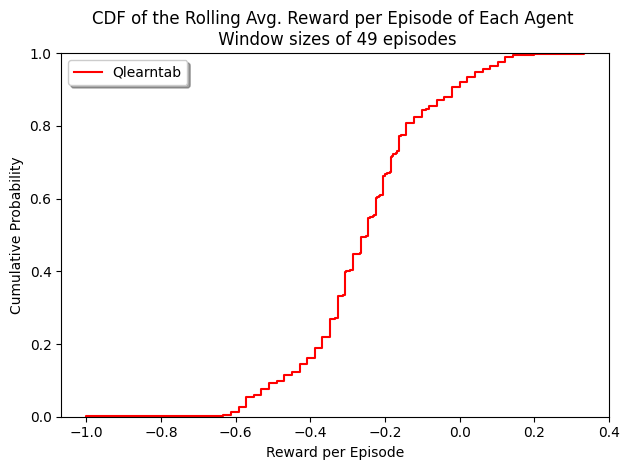 CDF of the Rolling Avg. Reward per Episode of Each Agent
Window sizes of 49 episodes
Qlearntab
Cumulative Probability
1.0
0.8
0.6
0.4
0.2
0.0
−1.0 −0.8 −0.6 −0.4 −0.2 0.0 0.2 0.4
Reward per Episode